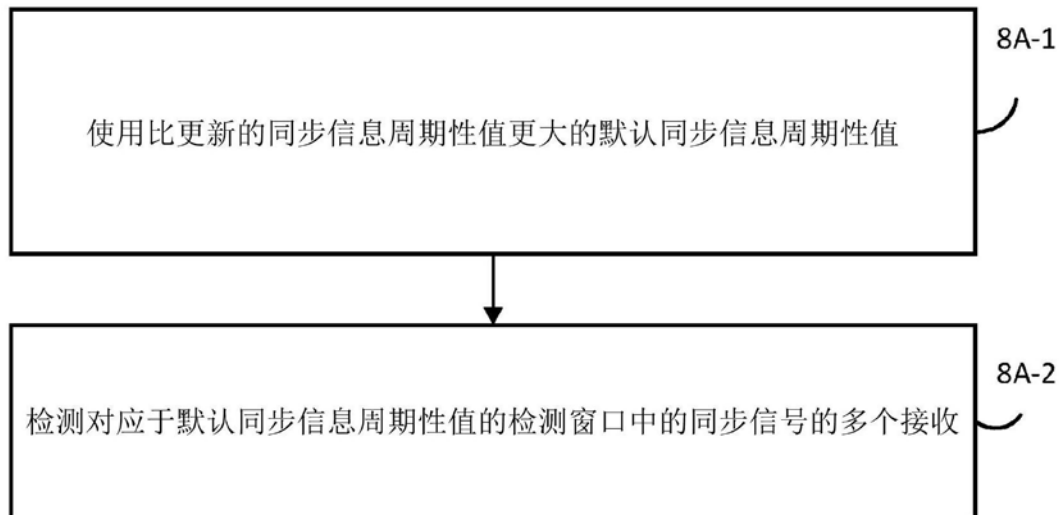 8A-1
使用比更新的同步信息周期性值更大的默认同步信息周期性值
8A-2
检测对应于默认同步信息周期性值的检测窗口中的同步信号的多个接收